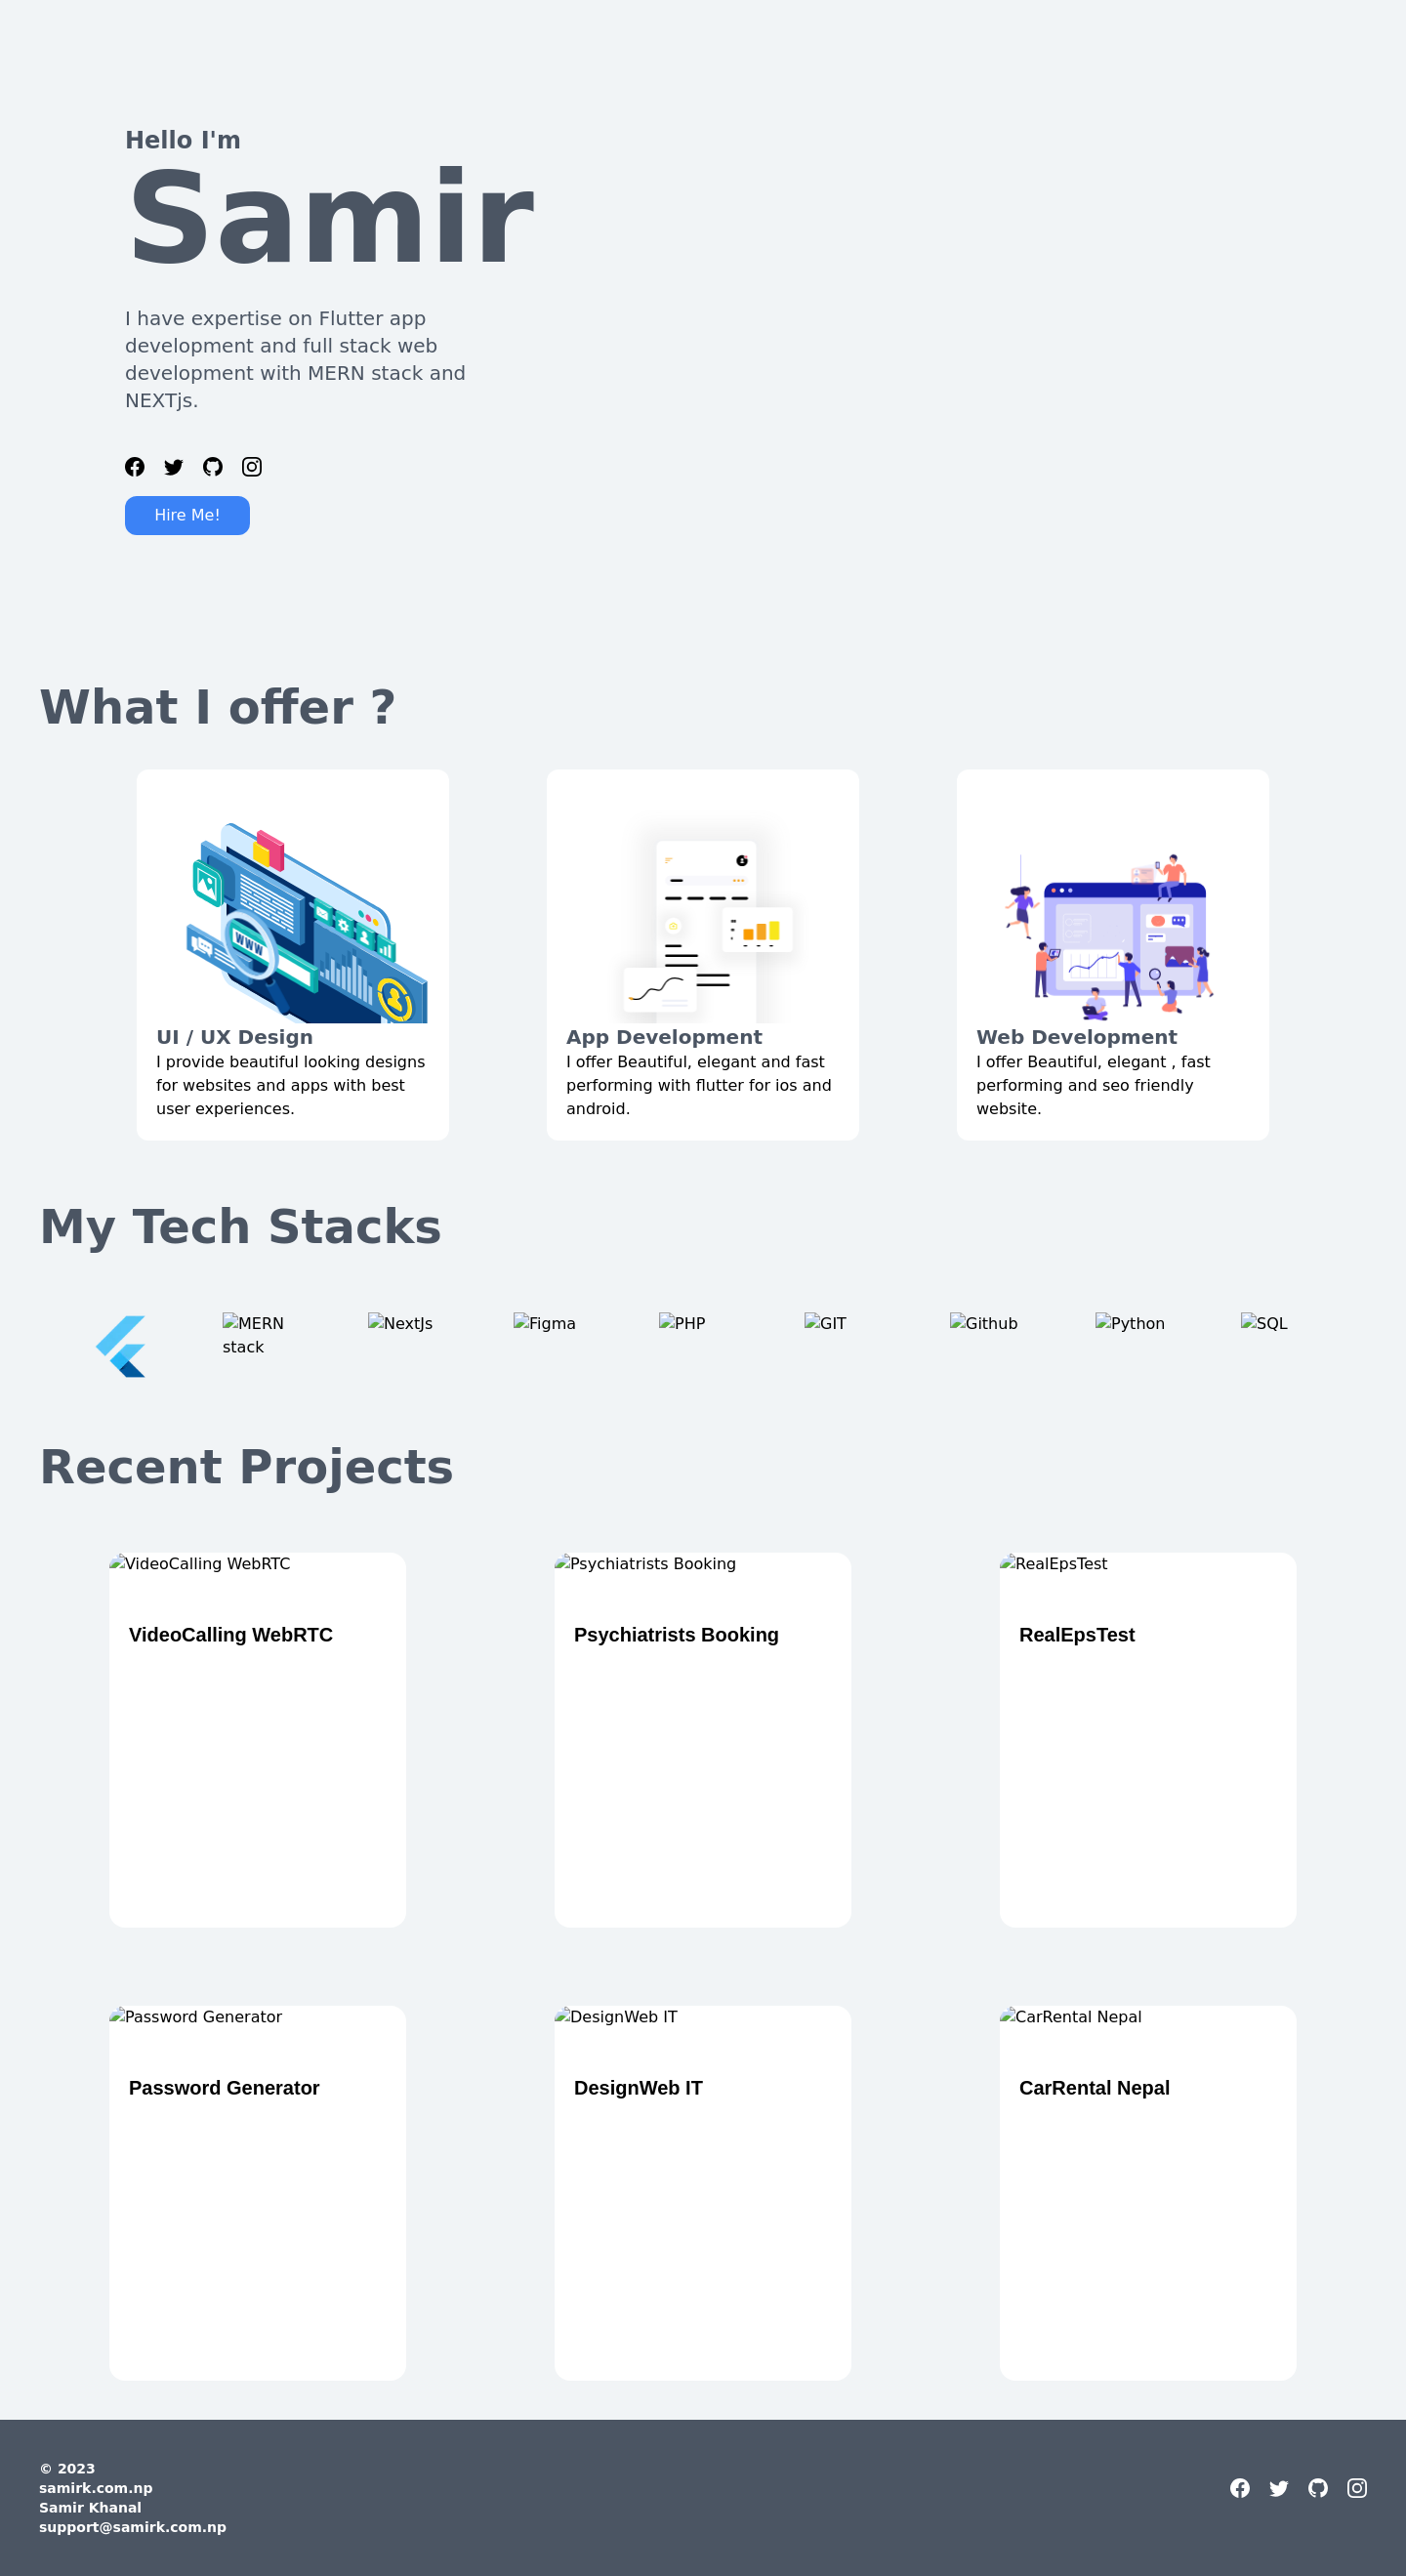 Hello I'm
Samir
I have expertise on Flutter app
development and full stack web
development with MERN stack and
NEXTjs.
Hire Me!
What I offer ?
WWW
UI / UX Design
I provide beautiful looking designs
for websites and apps with best
user experiences.
App Development
I offer Beautiful, elegant and fast
performing with flutter for ios and
android.
Web Development
I offer Beautiful, elegant , fast
performing and seo friendly
website.
My Tech Stacks
MERN
stack
NextJs
Figma
PHP
GIT
Github
Python
SQL
Recent Projects
VideoCalling WebRTC
VideoCalling WebRTC
Psychiatrists Booking
Psychiatrists Booking
RealEpsTest
RealEpsTest
Password Generator
Password Generator
DesignWeb IT
DesignWeb IT
CarRental Nepal
CarRental Nepal
© 2023
samirk.com.np
Samir Khanal
support@samirk.com.np